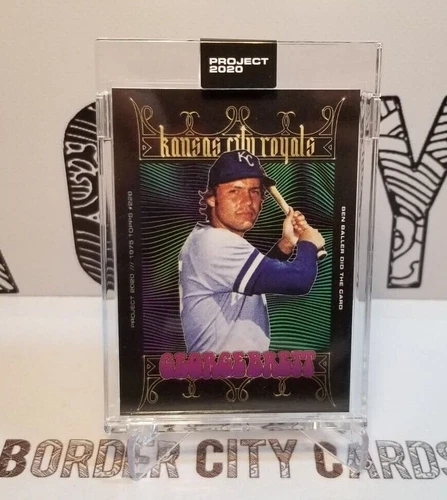 PROJECT
2020
kansas city royals
KC
PROJECT 2020 // 1975 TOPPS #228
BEN BALLER DID THE CARD
GEORGE BRETT
BORDER CITY CARDS